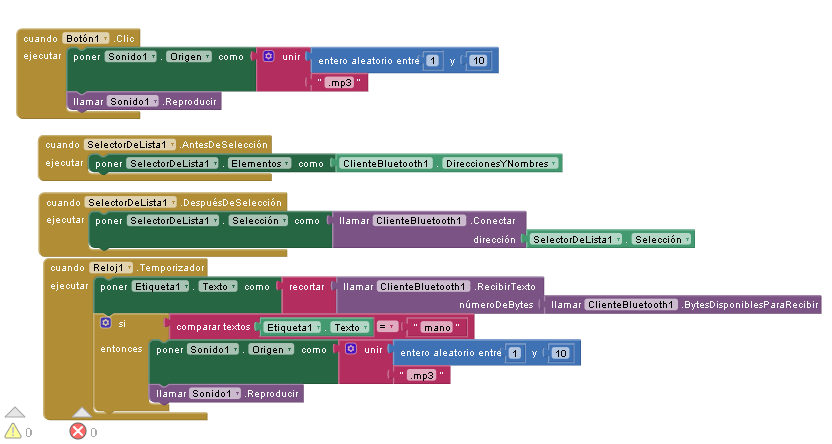 cuando Botón1 .Clic
ejecutar poner Sonido1 . Origen como unir entero aleatorio entre 1 y 10
" .mp3 "
llamar Sonido1 .Reproducir
cuando SelectorDeLista1 .AntesDeSelección
ejecutar poner SelectorDeLista1 . Elementos como ClienteBluetooth1 . DireccionesYNombres
cuando SelectorDeLista1 .DespuésDeSelección
ejecutar poner SelectorDeLista1 . Selección como llamar ClienteBluetooth1 .Conectar
dirección SelectorDeLista1 . Selección
cuando Reloj1 .Temporizador
ejecutar poner Etiqueta1 . Texto como recortar llamar ClienteBluetooth1 .RecibirTexto
númeroDeBytes llamar ClienteBluetooth1 .BytesDisponiblesParaRecibir
si comparar textos Etiqueta1 . Texto = " mano "
entonces poner Sonido1 . Origen como unir entero aleatorio entre 1 y 10
" .mp3 "
llamar Sonido1 .Reproducir
0 0